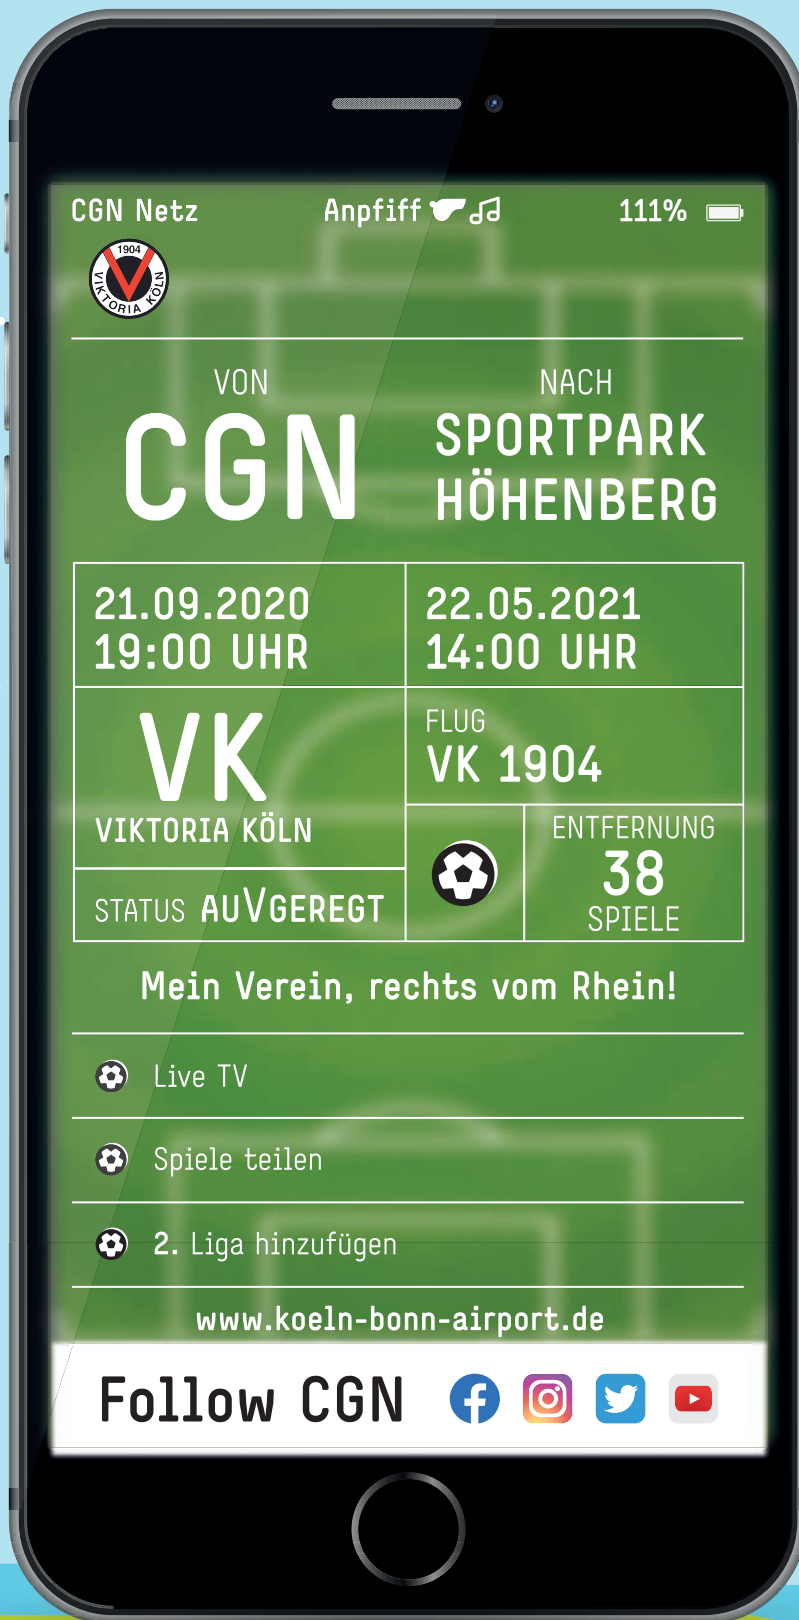 CGN Netz
Anpfiff
111%
1904
VIKTORIA KÖLN
VON
CGN
NACH
SPORTPARK
HÖHENBERG
21.09.2020
19:00 UHR
22.05.2021
14:00 UHR
VK
VIKTORIA KÖLN
FLUG
VK 1904
STATUS AUVGEREGT
ENTFERNUNG
38
SPIELE
Mein Verein, rechts vom Rhein!
Live TV
Spiele teilen
2. Liga hinzufügen
www.koeln-bonn-airport.de
Follow CGN